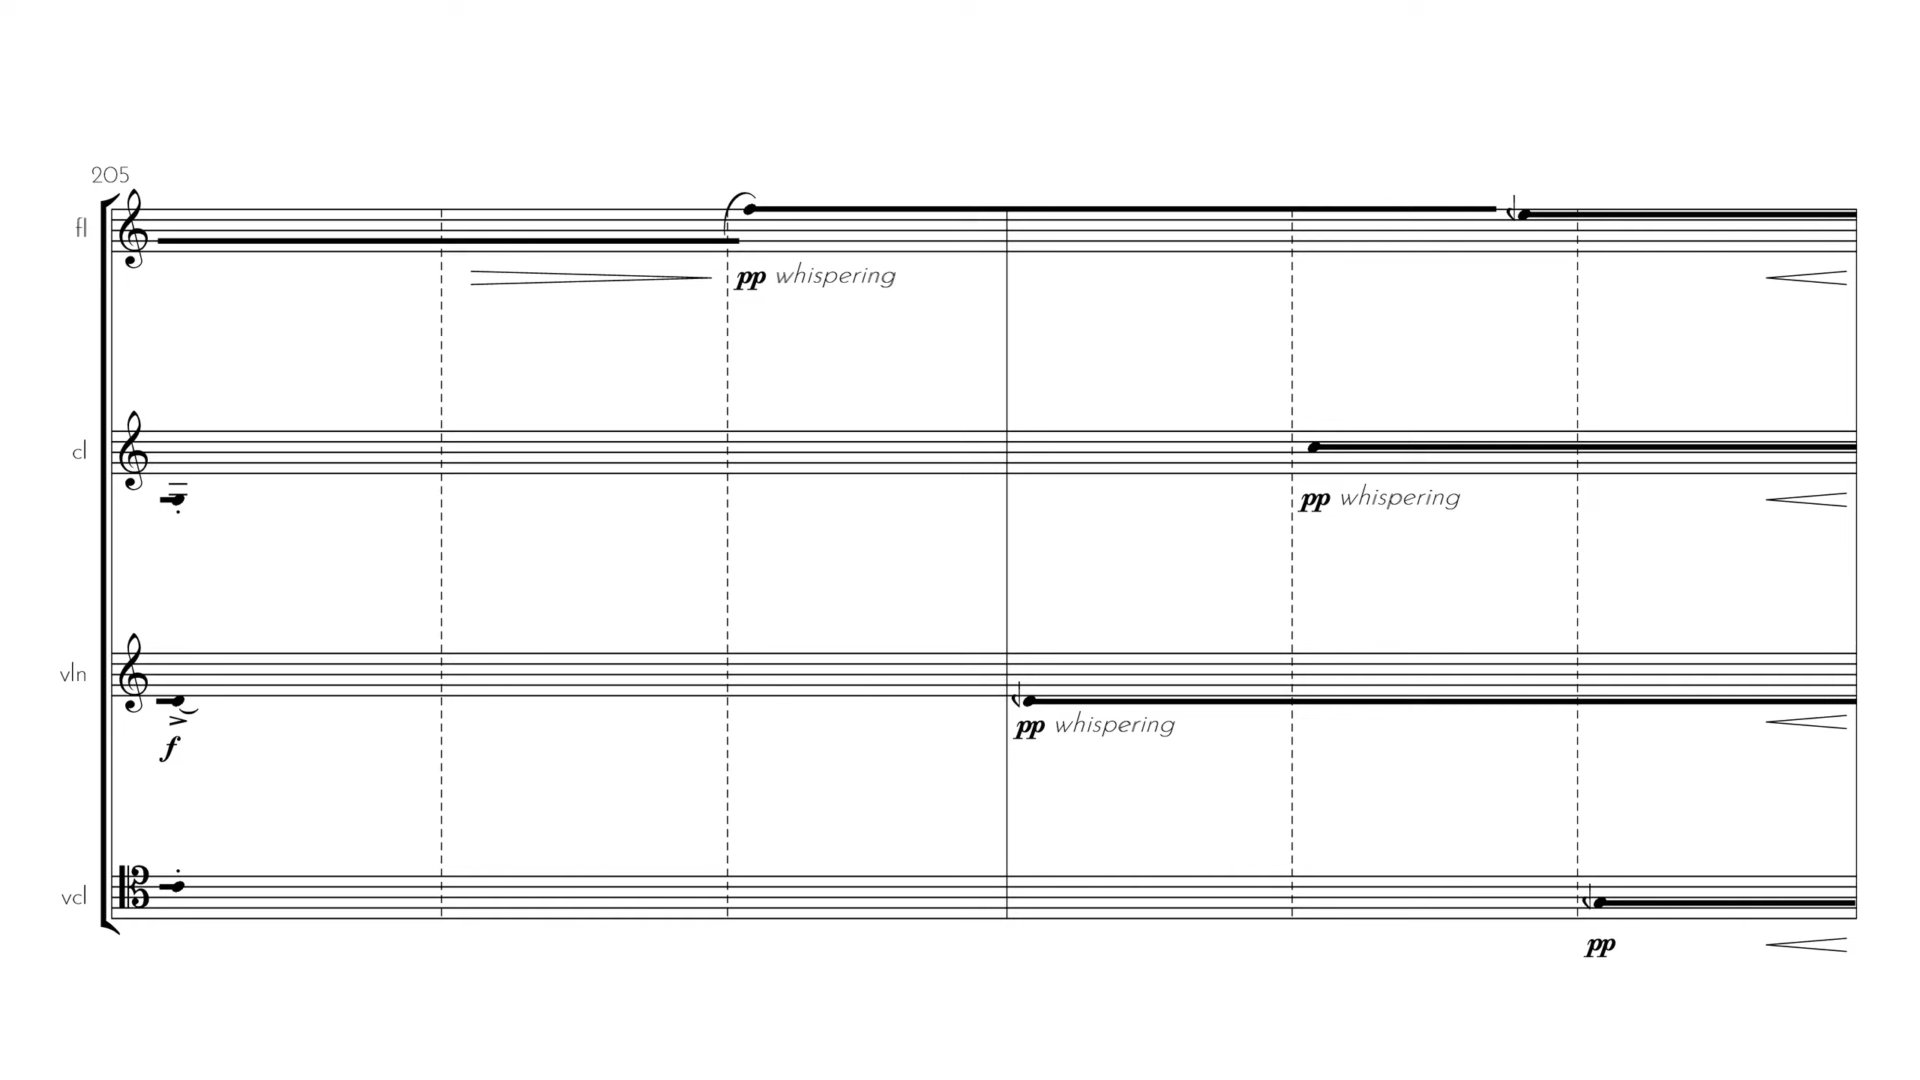 205
fl
pp whispering
cl
pp whispering
vln
pp whispering
f
vcl
pp